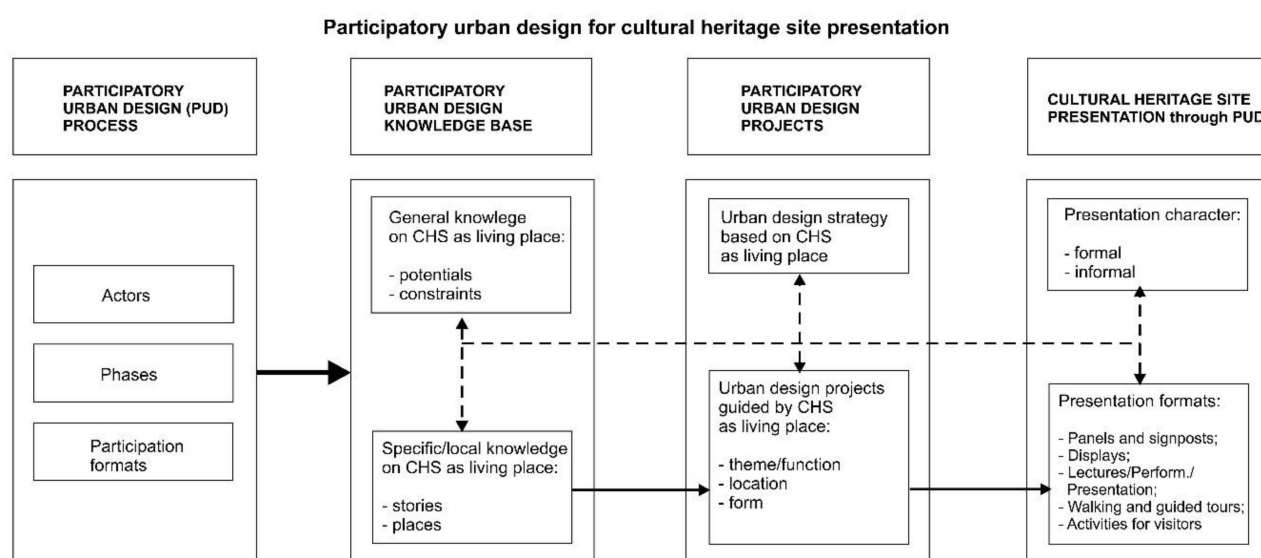 Participatory urban design for cultural heritage site presentation
PARTICIPATORY
URBAN DESIGN (PUD)
PROCESS
PARTICIPATORY
URBAN DESIGN
KNOWLEDGE BASE
PARTICIPATORY
URBAN DESIGN
PROJECTS
CULTURAL HERITAGE SITE
PRESENTATION through PUD
Actors
Phases
Participation
formats
General knowlege
on CHS as living place:
- potentials
- constraints
Specific/local knowledge
on CHS as living place:
- stories
- places
Urban design strategy
based on CHS
as living place
Urban design projects
guided by CHS
as living place:
- theme/function
- location
- form
Presentation character:
- formal
- informal
Presentation formats:
- Panels and signposts;
- Displays;
- Lectures/Perform./
Presentation;
- Walking and guided tours;
- Activities for visitors